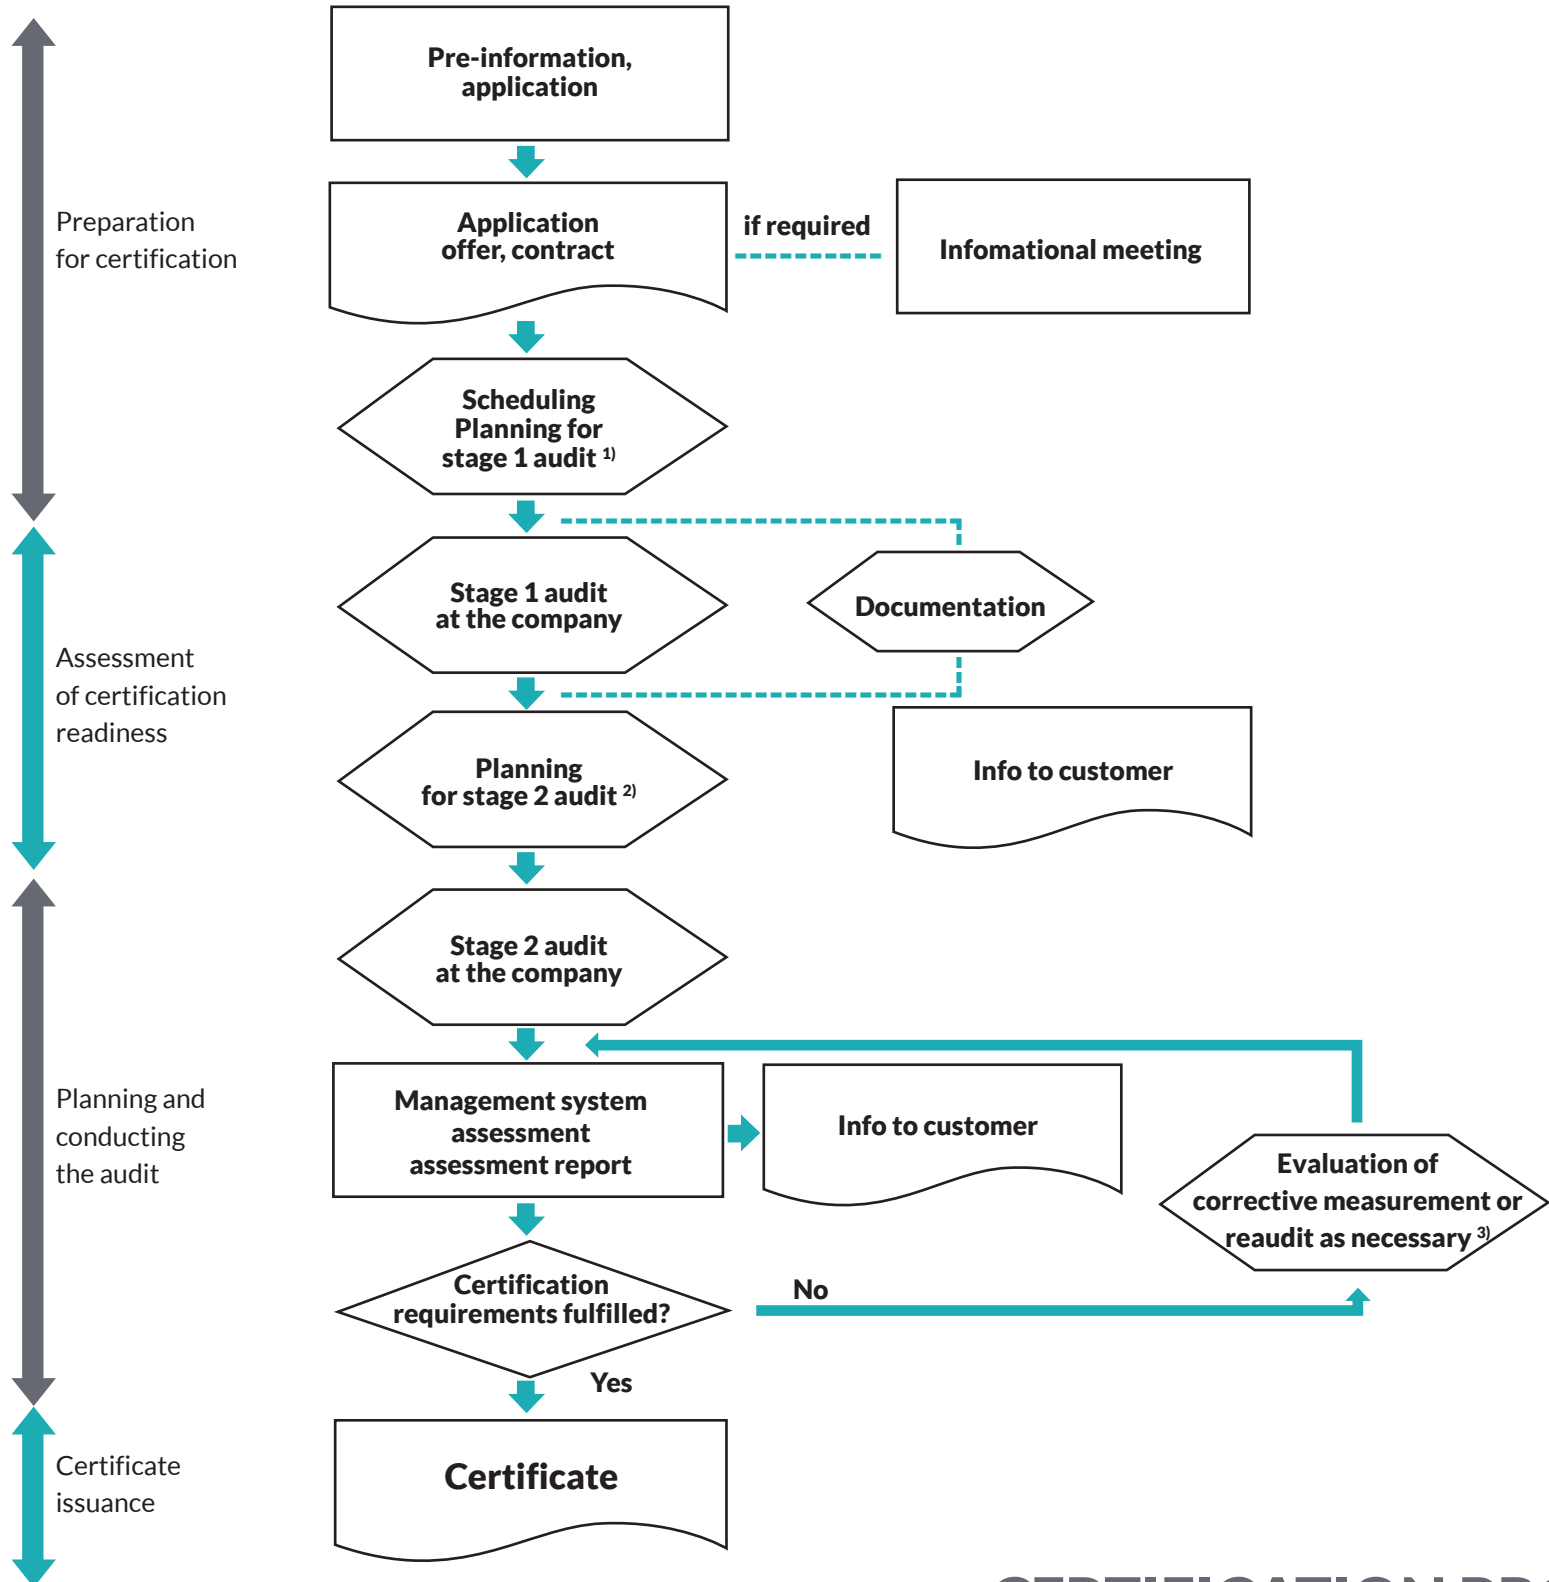 Pre-information,
application
Preparation
for certification
Application
offer, contract
if required
Infomational meeting
Scheduling
Planning for
stage 1 audit 1)
Stage 1 audit
at the company
Documentation
Assessment
of certification
readiness
Planning
for stage 2 audit 2)
Info to customer
Stage 2 audit
at the company
Planning and
conducting
the audit
Management system
assessment
assessment report
Info to customer
Evaluation of
corrective measurement or
reaudit as necessary 3)
Certification
requirements fulfilled?
No
Yes
Certificate
issuance
Certificate
CERTIFICATION